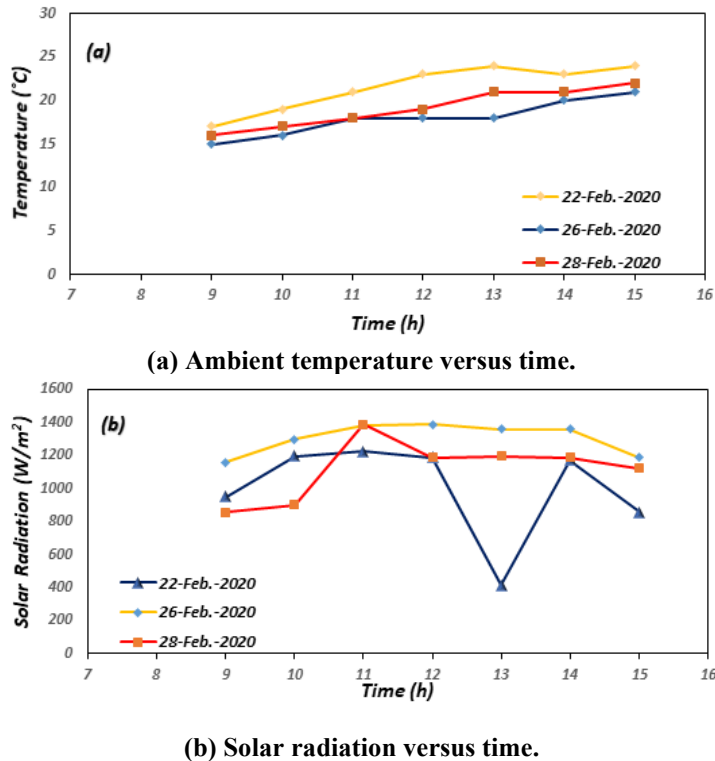 30
25
20
15
10
5
0
Temperature (°C)
(a)
22-Feb.-2020
26-Feb.-2020
28-Feb.-2020
7 8 9 10 11 12 13 14 15 16
Time (h)
(a) Ambient temperature versus time.
1600
1400
1200
1000
800
600
400
200
0
Solar Radiation (W/m²)
(b)
22-Feb.-2020
26-Feb.-2020
28-Feb.-2020
7 8 9 10 11 12 13 14 15 16
Time (h)
(b) Solar radiation versus time.